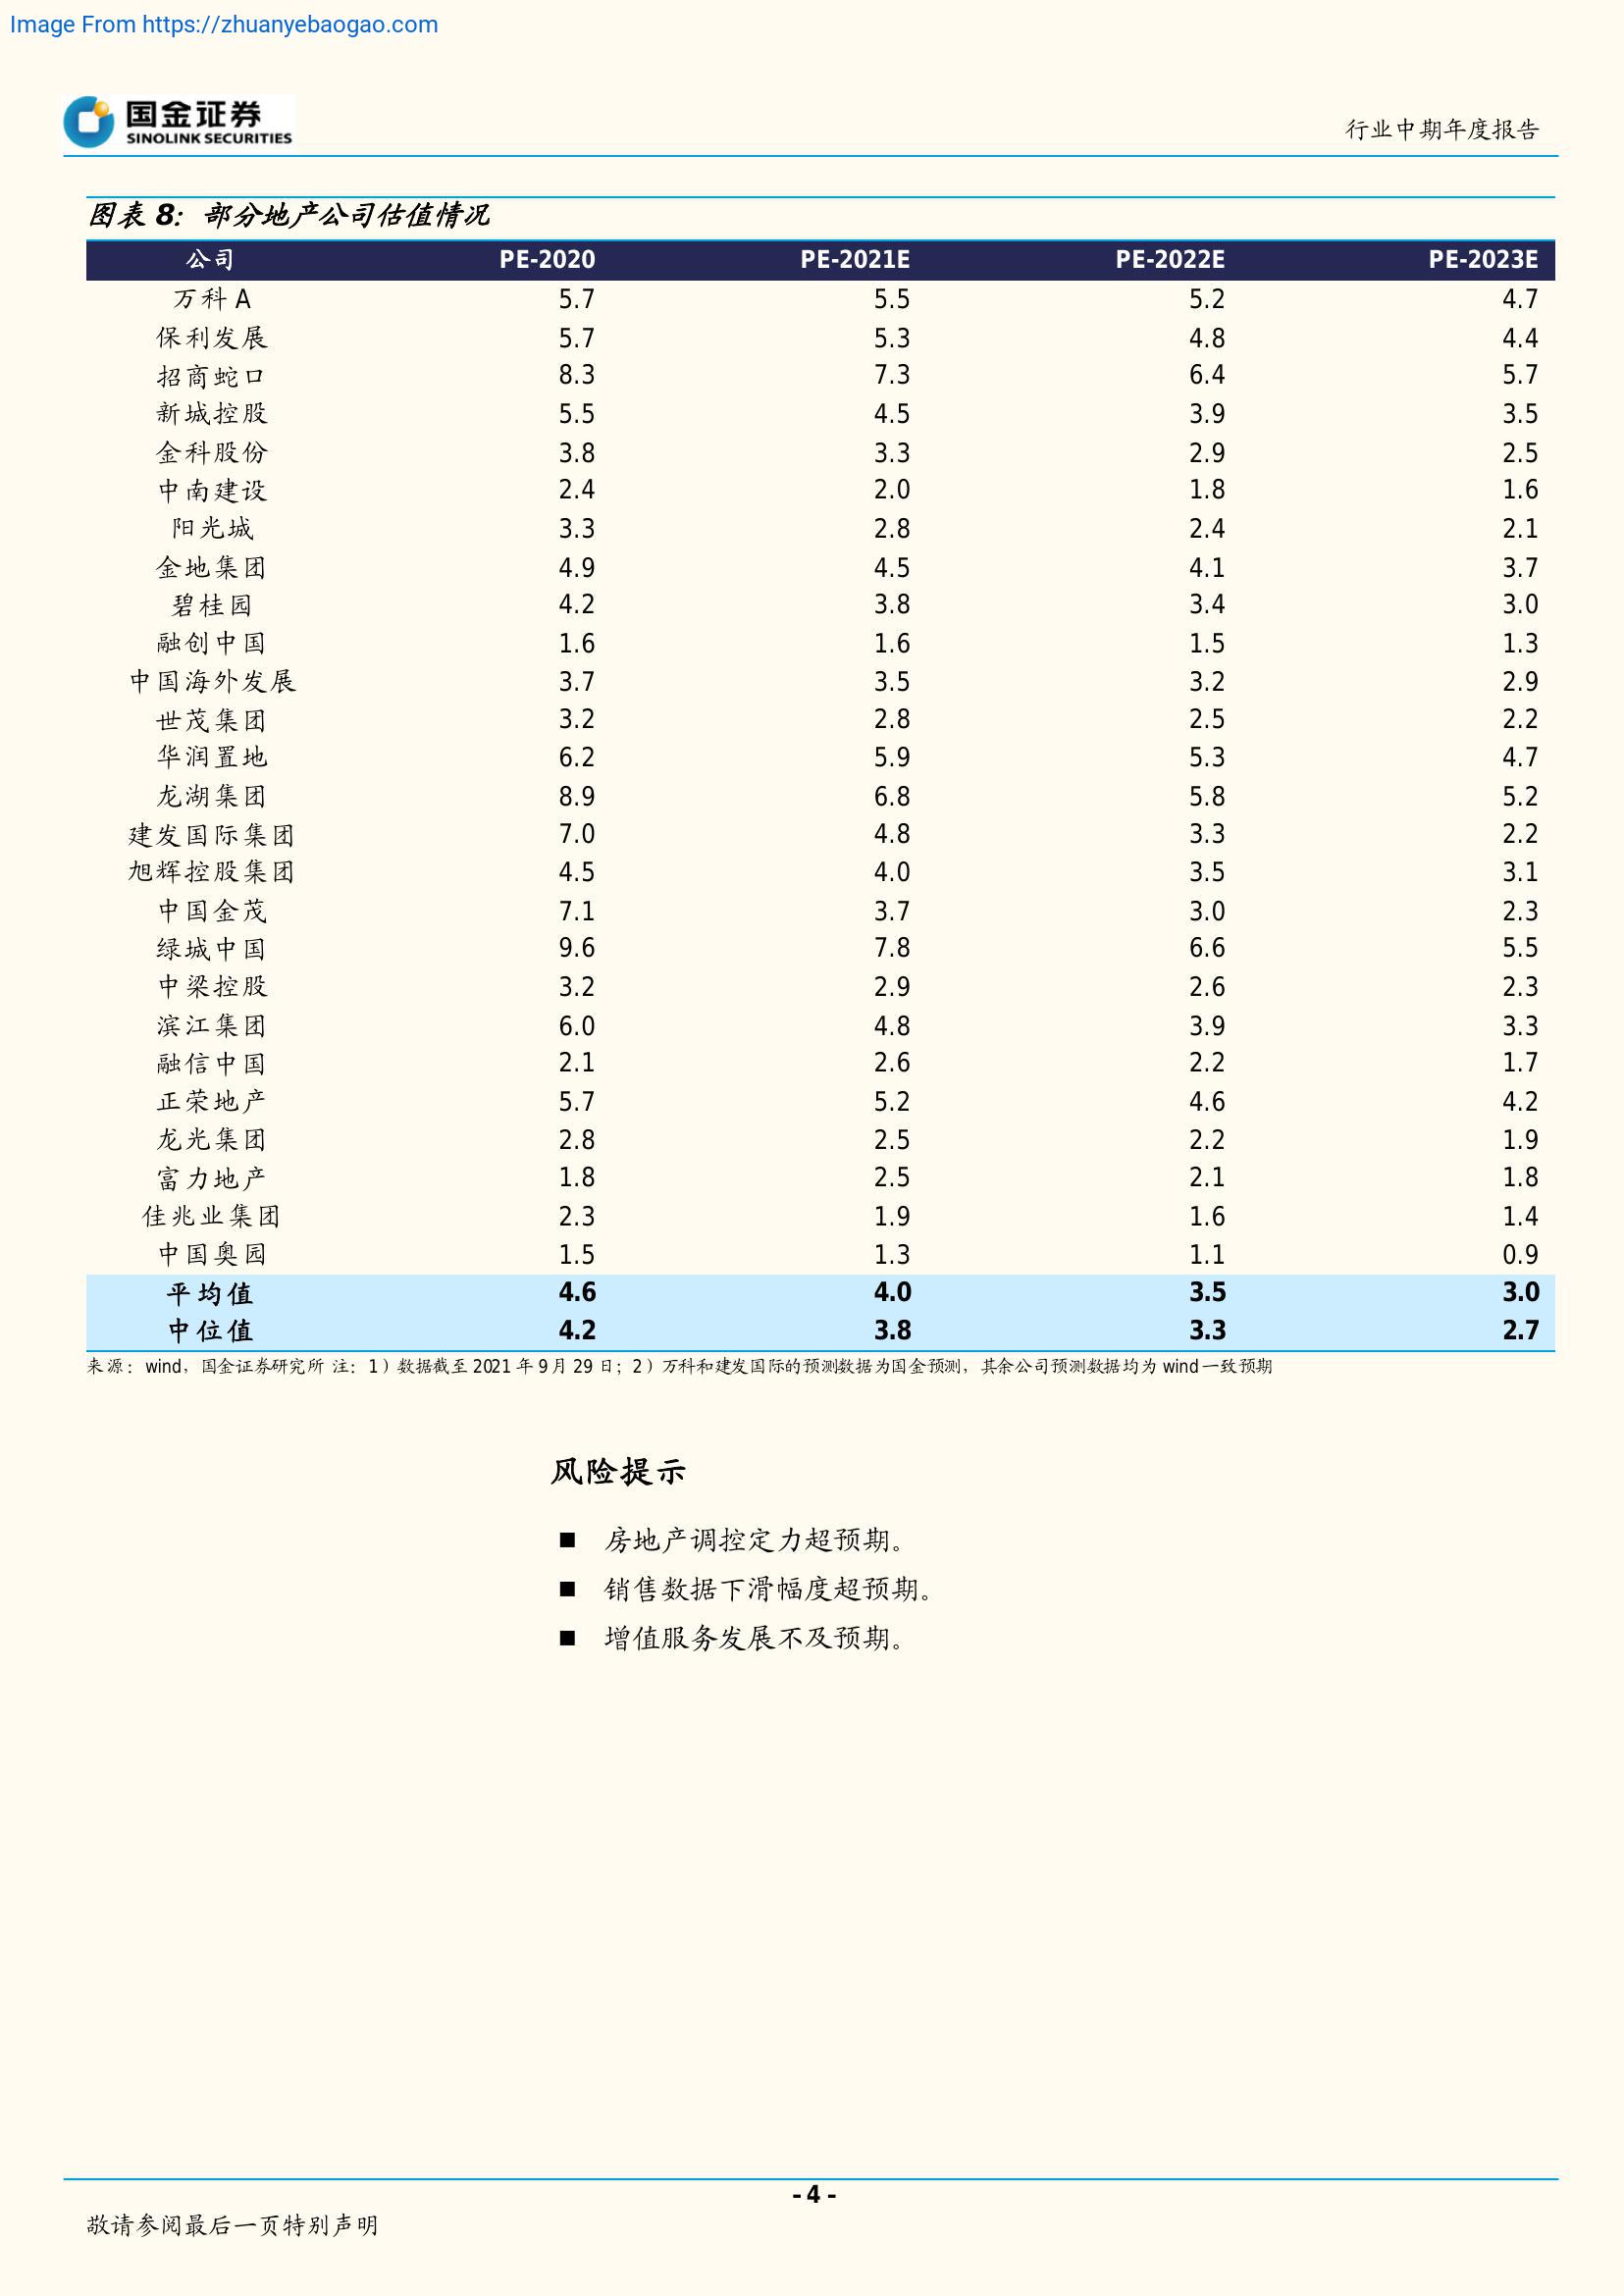 Image From https://zhuanyebaogao.com
国金证券
SINOLINK SECURITIES
行业中期年度报告
图表 8：部分地产公司估值情况
公司 PE-2020 PE-2021E PE-2022E PE-2023E
万科 A 5.7 5.5 5.2 4.7
保利发展 5.7 5.3 4.8 4.4
招商蛇口 8.3 7.3 6.4 5.7
新城控股 5.5 4.5 3.9 3.5
金科股份 3.8 3.3 2.9 2.5
中南建设 2.4 2.0 1.8 1.6
阳光城 3.3 2.8 2.4 2.1
金地集团 4.9 4.5 4.1 3.7
碧桂园 4.2 3.8 3.4 3.0
融创中国 1.6 1.6 1.5 1.3
中国海外发展 3.7 3.5 3.2 2.9
世茂集团 3.2 2.8 2.5 2.2
华润置地 6.2 5.9 5.3 4.7
龙湖集团 8.9 6.8 5.8 5.2
建发国际集团 7.0 4.8 3.3 2.2
旭辉控股集团 4.5 4.0 3.5 3.1
中国金茂 7.1 3.7 3.0 2.3
绿城中国 9.6 7.8 6.6 5.5
中梁控股 3.2 2.9 2.6 2.3
滨江集团 6.0 4.8 3.9 3.3
融信中国 2.1 2.6 2.2 1.7
正荣地产 5.7 5.2 4.6 4.2
龙光集团 2.8 2.5 2.2 1.9
富力地产 1.8 2.5 2.1 1.8
佳兆业集团 2.3 1.9 1.6 1.4
中国奥园 1.5 1.3 1.1 0.9
平均值 4.6 4.0 3.5 3.0
中位值 4.2 3.8 3.3 2.7
来源：wind，国金证券研究所 注：1）数据截至 2021 年 9 月 29 日；2）万科和建发国际的预测数据为国金预测，其余公司预测数据均为 wind 一致预期
风险提示
■ 房地产调控定力超预期。
■ 销售数据下滑幅度超预期。
■ 增值服务发展不及预期。
- 4 -
敬请参阅最后一页特别声明